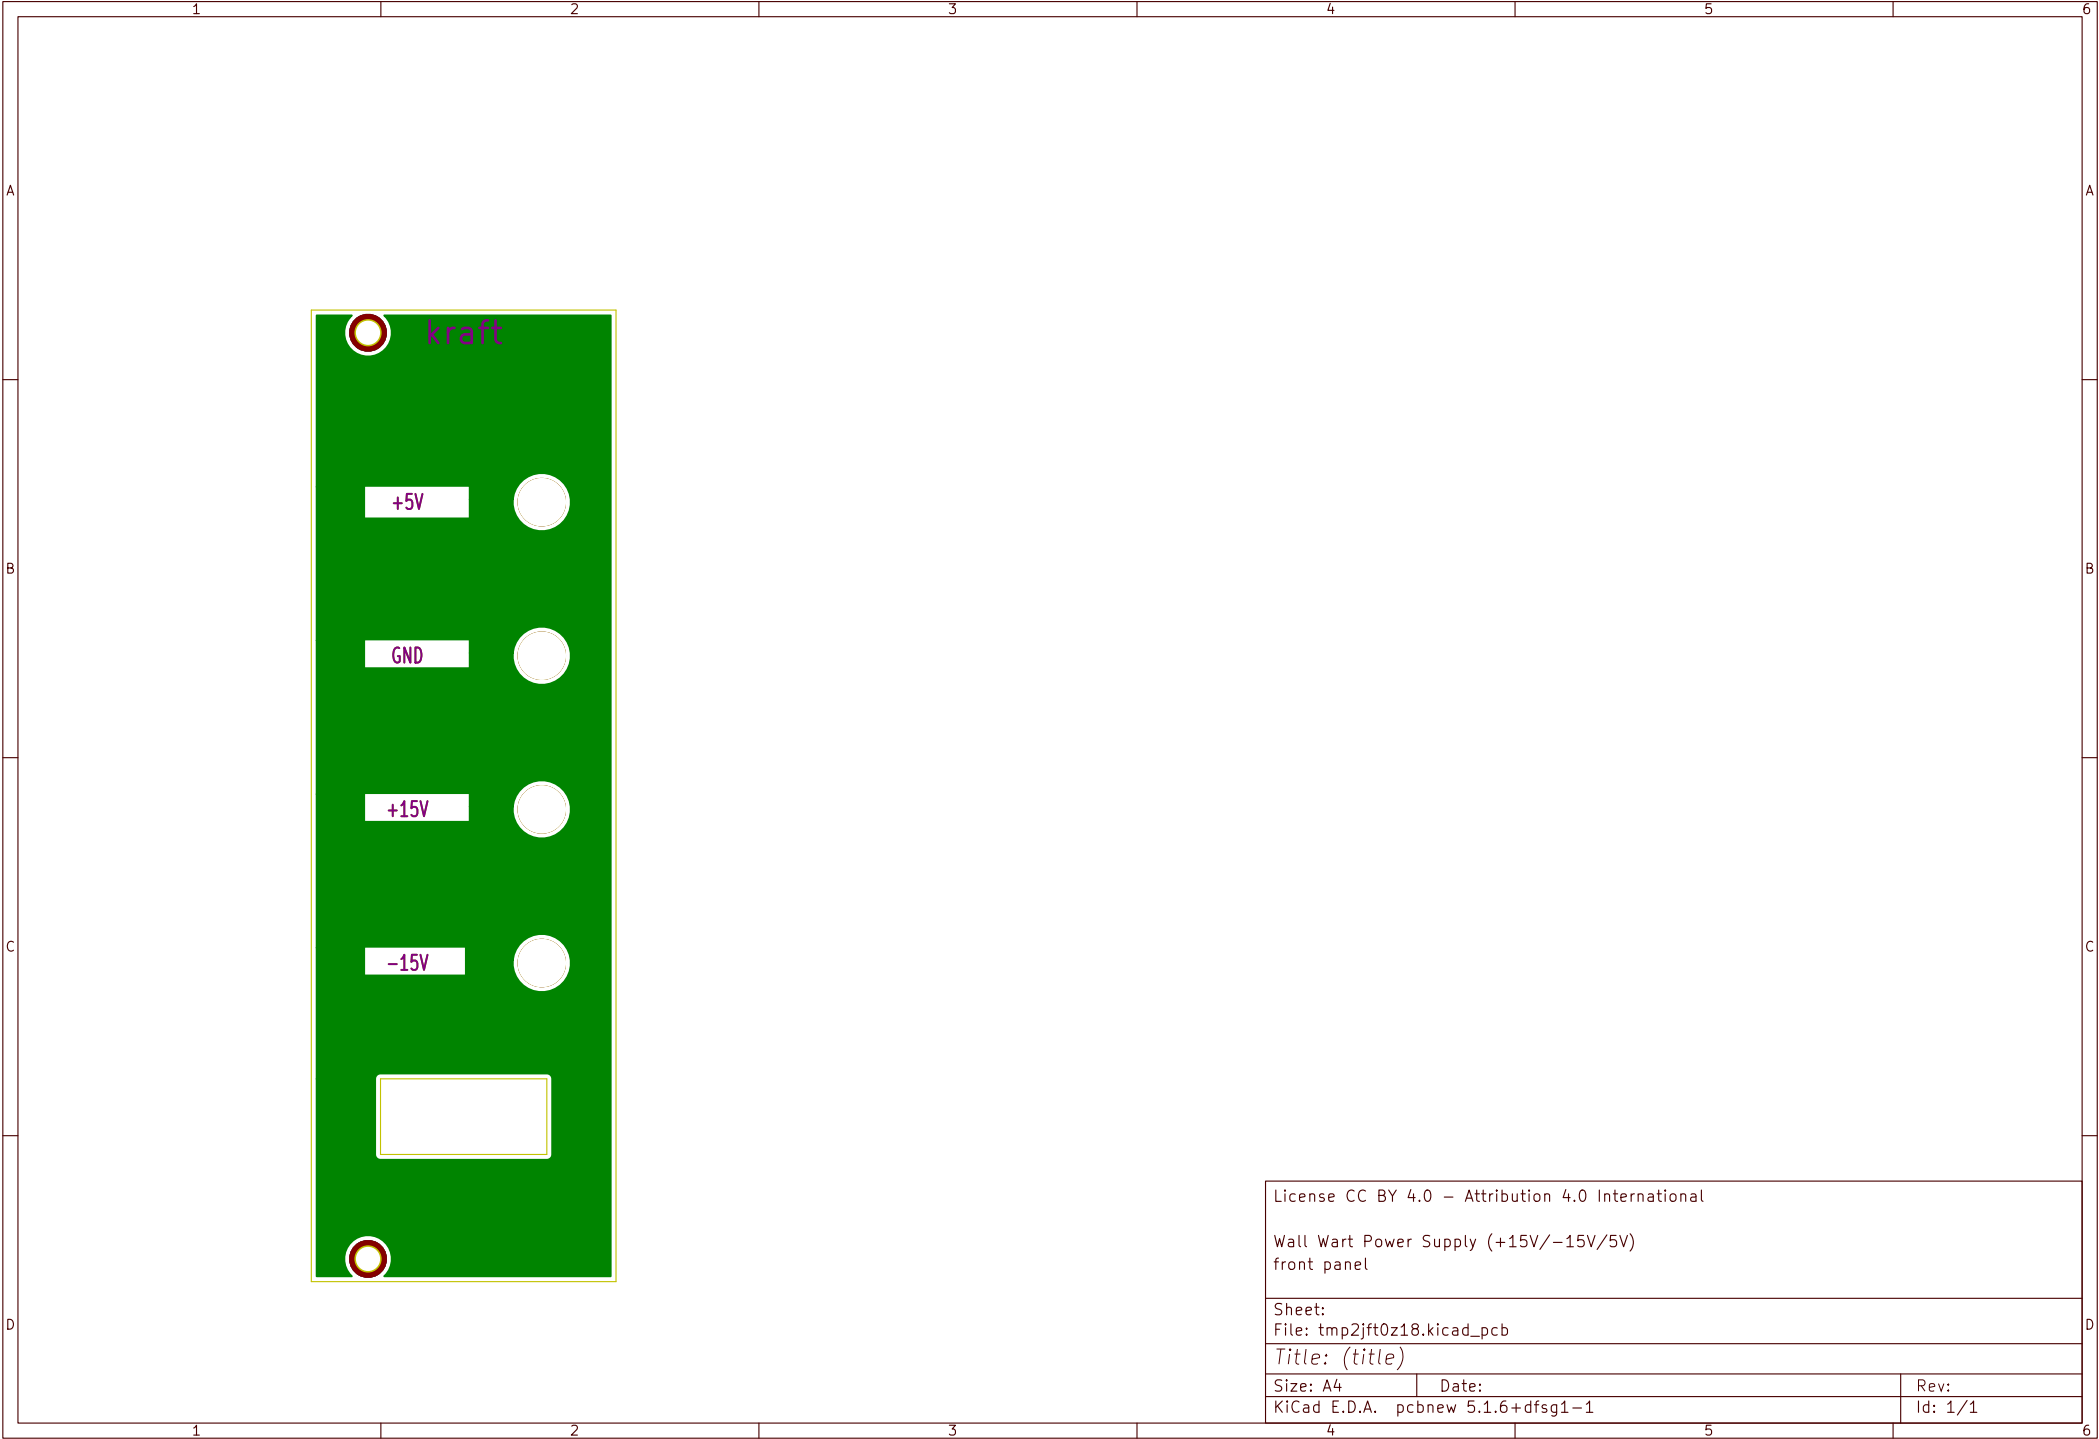 1 2 3 4 5 6
A A
kraft
+5V
B B
GND
+15V
C C
-15V
License CC BY 4.0 - Attribution 4.0 International
Wall Wart Power Supply (+15V/-15V/5V)
front panel
Sheet:
D D
File: tmp2jft0z18.kicad_pcb
Title: (title)
Size: A4 Date: Rev:
KiCad E.D.A. pcbnew 5.1.6+dfsg1-1 Id: 1/1
1 2 3 4 5 6